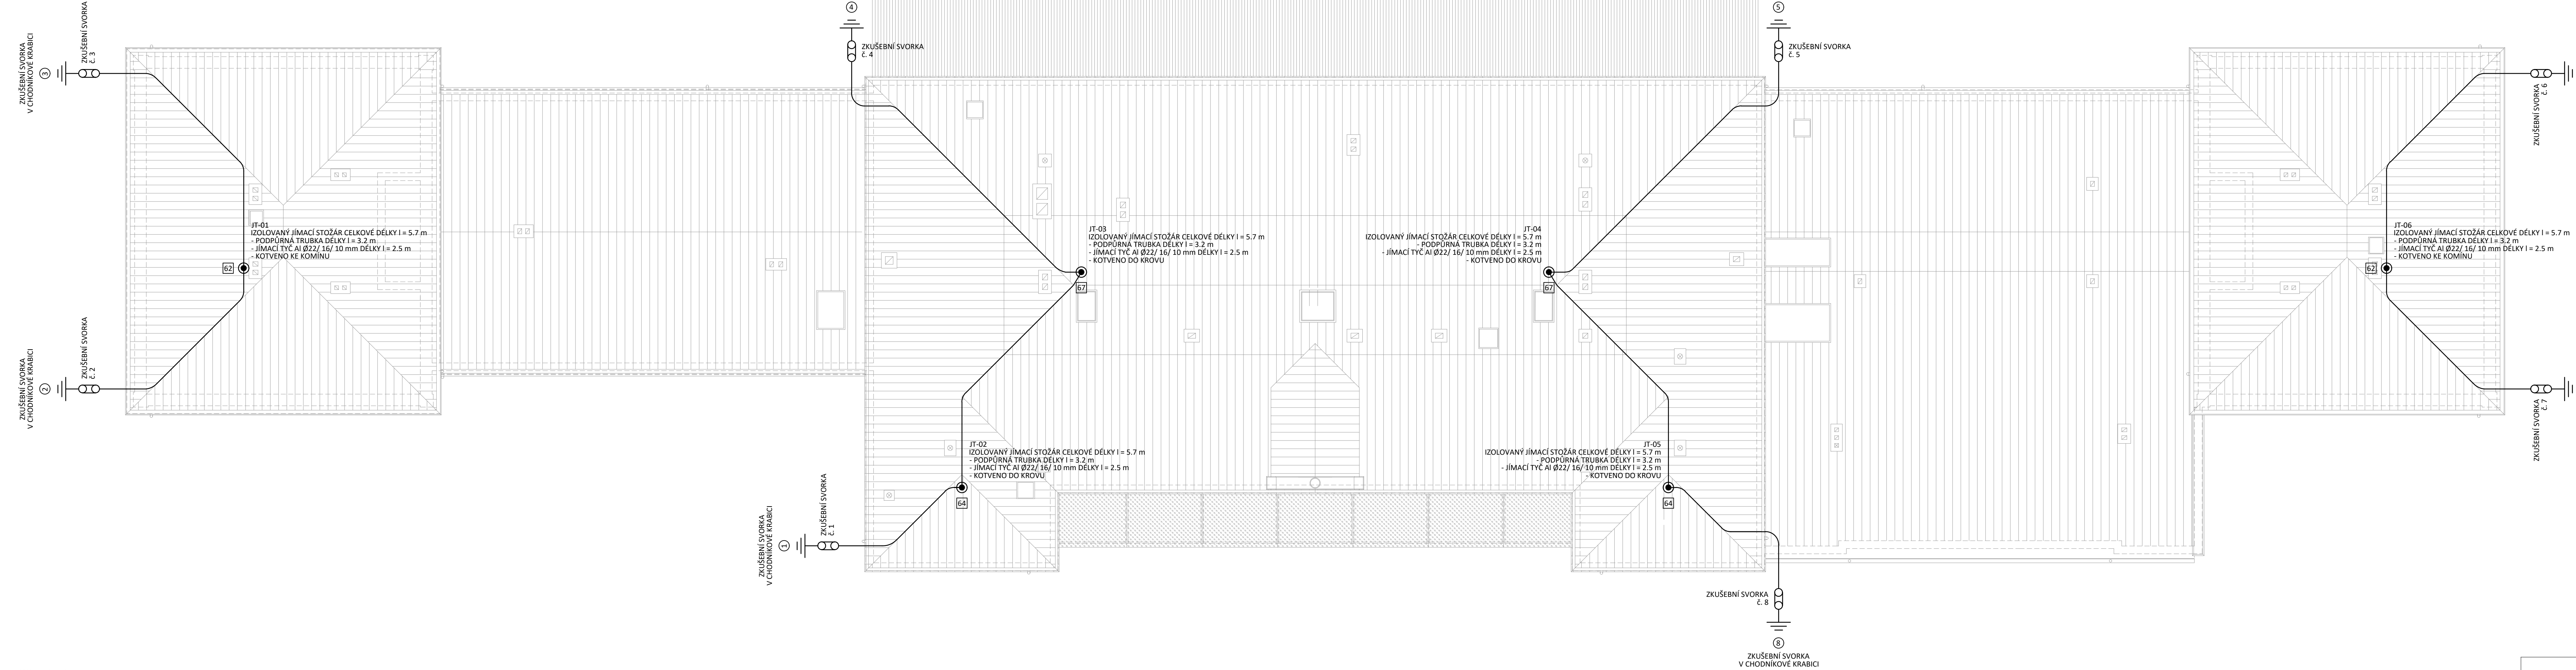 ZKUŠEBNÍ SVORKA
V CHODNÍKOVÉ KRABICI
3
ZKUŠEBNÍ SVORKA
č. 3
4
ZKUŠEBNÍ SVORKA
č. 4
5
ZKUŠEBNÍ SVORKA
č. 5
ZKUŠEBNÍ SVORKA
č. 6
JT-01
IZOLOVANÝ JÍMACÍ STOŽÁR CELKOVÉ DÉLKY l = 5.7 m
- PODPŮRNÁ TRUBKA DÉLKY l = 3.2 m
- JÍMACÍ TYČ Al Ø22/ 16/ 10 mm DÉLKY l = 2.5 m
- KOTVENO KE KOMÍNU
62
JT-03
IZOLOVANÝ JÍMACÍ STOŽÁR CELKOVÉ DÉLKY l = 5.7 m
- PODPŮRNÁ TRUBKA DÉLKY l = 3.2 m
- JÍMACÍ TYČ Al Ø22/ 16/ 10 mm DÉLKY l = 2.5 m
- KOTVENO DO KROVU
67
JT-04
IZOLOVANÝ JÍMACÍ STOŽÁR CELKOVÉ DÉLKY l = 5.7 m
- PODPŮRNÁ TRUBKA DÉLKY l = 3.2 m
- JÍMACÍ TYČ Al Ø22/ 16/ 10 mm DÉLKY l = 2.5 m
- KOTVENO DO KROVU
67
JT-06
IZOLOVANÝ JÍMACÍ STOŽÁR CELKOVÉ DÉLKY l = 5.7 m
- PODPŮRNÁ TRUBKA DÉLKY l = 3.2 m
- JÍMACÍ TYČ Al Ø22/ 16/ 10 mm DÉLKY l = 2.5 m
- KOTVENO KE KOMÍNU
62
ZKUŠEBNÍ SVORKA
V CHODNÍKOVÉ KRABICI
2
ZKUŠEBNÍ SVORKA
č. 2
ZKUŠEBNÍ SVORKA
č. 7
JT-02
IZOLOVANÝ JÍMACÍ STOŽÁR CELKOVÉ DÉLKY l = 5.7 m
- PODPŮRNÁ TRUBKA DÉLKY l = 3.2 m
- JÍMACÍ TYČ Al Ø22/ 16/ 10 mm DÉLKY l = 2.5 m
- KOTVENO DO KROVU
64
JT-05
IZOLOVANÝ JÍMACÍ STOŽÁR CELKOVÉ DÉLKY l = 5.7 m
- PODPŮRNÁ TRUBKA DÉLKY l = 3.2 m
- JÍMACÍ TYČ Al Ø22/ 16/ 10 mm DÉLKY l = 2.5 m
- KOTVENO DO KROVU
64
ZKUŠEBNÍ SVORKA
V CHODNÍKOVÉ KRABICI
1
ZKUŠEBNÍ SVORKA
č. 1
ZKUŠEBNÍ SVORKA
č. 8
8
ZKUŠEBNÍ SVORKA
V CHODNÍKOVÉ KRABICI